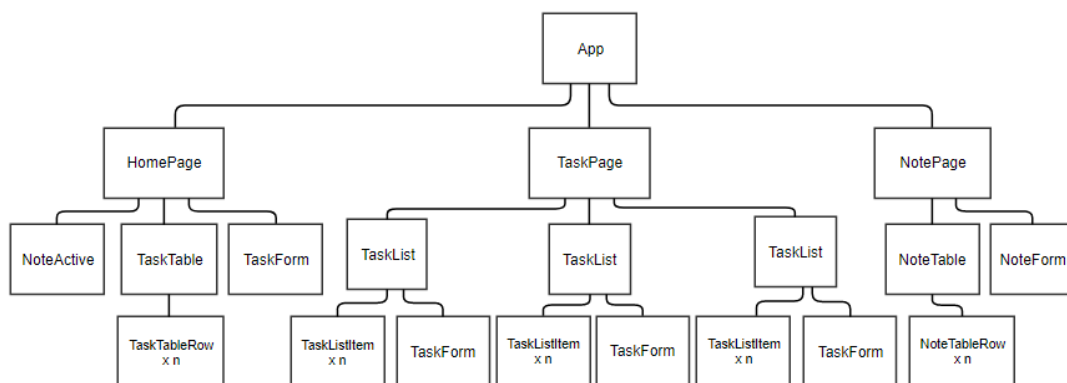 App
HomePage
TaskPage
NotePage
NoteActive
TaskTable
TaskForm
TaskList
TaskList
TaskList
NoteTable
NoteForm
TaskTableRow
x n
TaskListItem
x n
TaskForm
TaskListItem
x n
TaskForm
TaskListItem
x n
TaskForm
NoteTableRow
x n